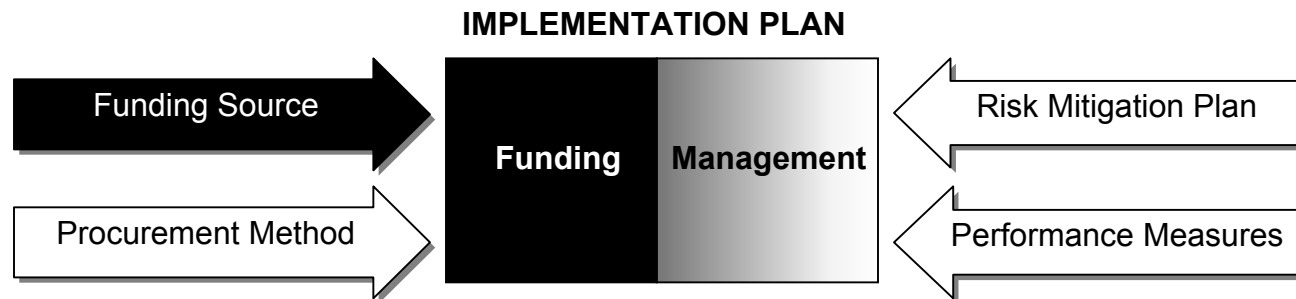 IMPLEMENTATION PLAN
Funding Source
Procurement Method
Funding
Management
Risk Mitigation Plan
Performance Measures